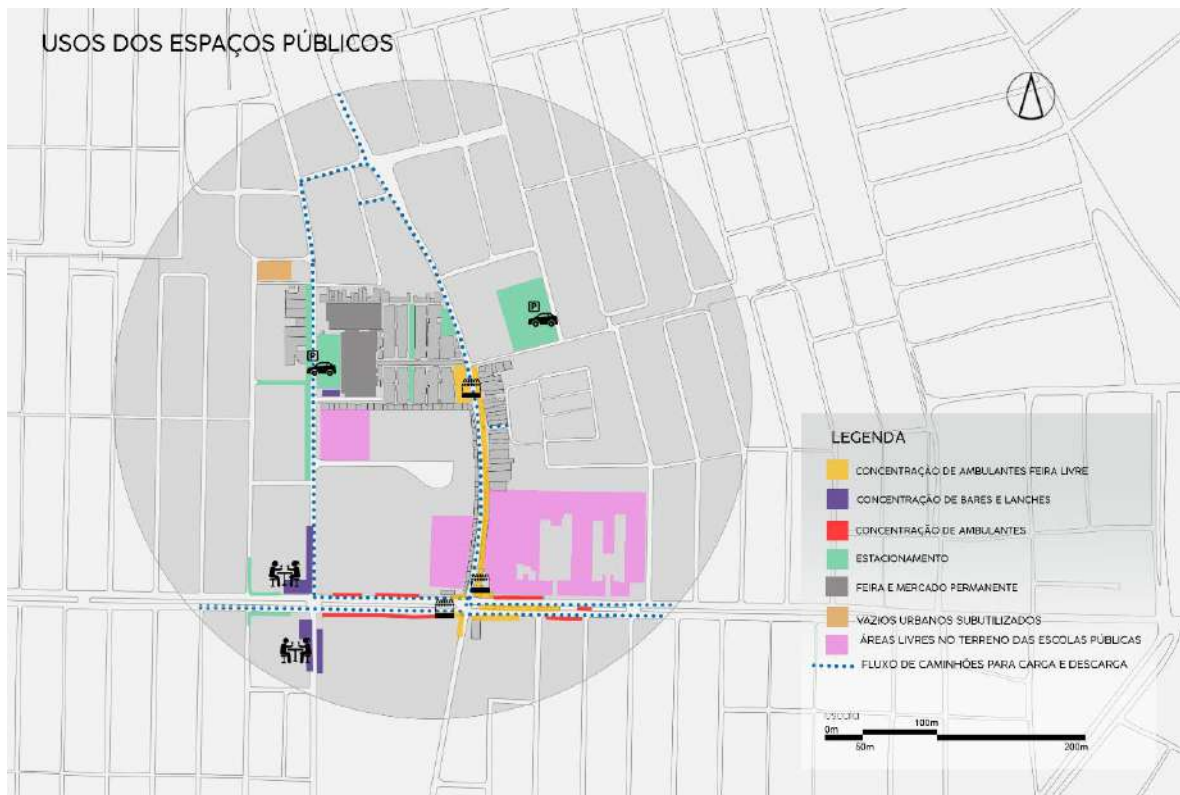 USOS DOS ESPAÇOS PÚBLICOS
P
P
LEGENDA
CONCENTRAÇÃO DE AMBULANTES FEIRA LIVRE
CONCENTRAÇÃO DE BARES E LANCHES
CONCENTRAÇÃO DE AMBULANTES
ESTACIONAMENTO
FEIRA E MERCADO PERMANENTE
VAZIOS URBANOS SUBUTILIZADOS
ÁREAS LIVRES NO TERRENO DAS ESCOLAS PÚBLICAS
FLUXO DE CAMINHÕES PARA CARGA E DESCARGA
0m
100m
50m
200m